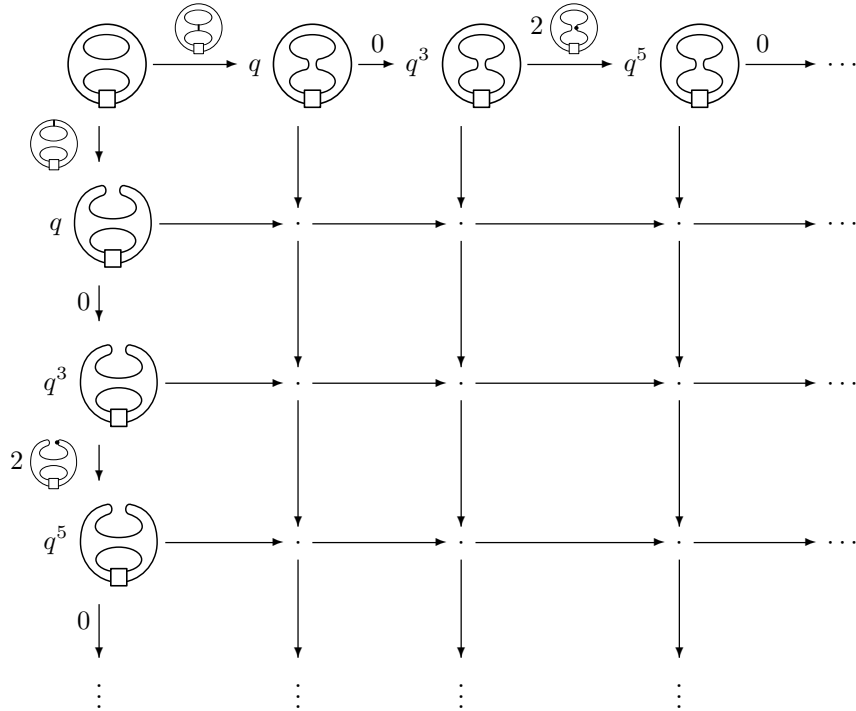 q 0 q^3 2 q^5 0 ···
q · · · ···
0
q^3 · · · ···
2
q^5 · · · ···
0
⋮ ⋮ ⋮ ⋮